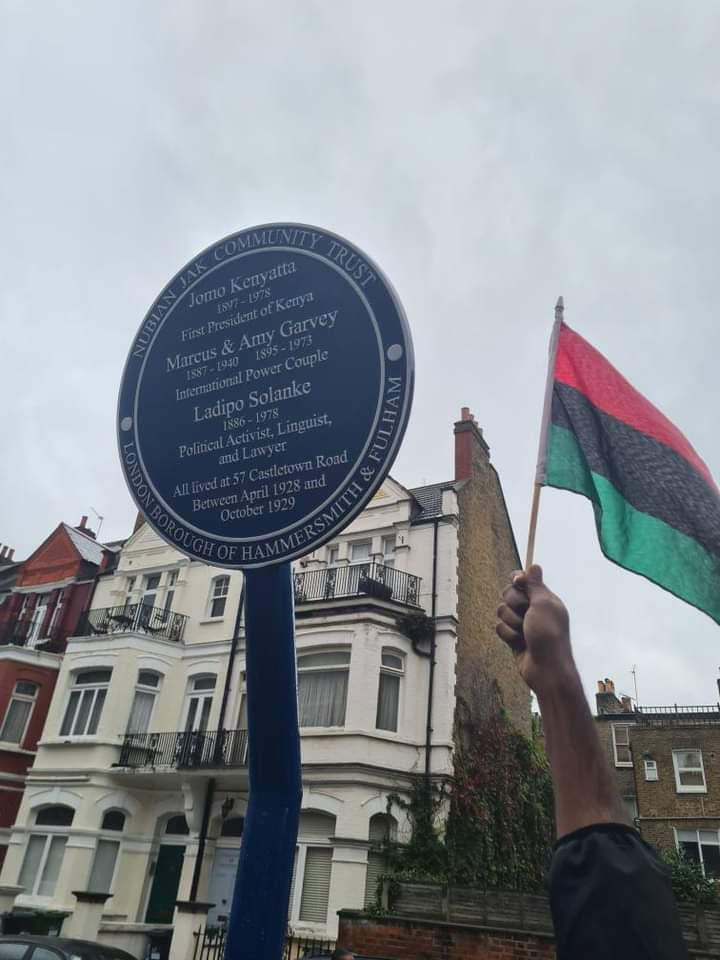 NUBIAN JAK COMMUNITY TRUST
Jomo Kenyatta
1897 - 1978
First President of Kenya
Marcus & Amy Garvey
1887 - 1940 1895 - 1973
International Power Couple
Ladipo Solanke
1886 - 1978
Political Activist, Linguist,
and Lawyer
All lived at 57 Castletown Road
Between April 1928 and
October 1929
LONDON BOROUGH OF HAMMERSMITH & FULHAM